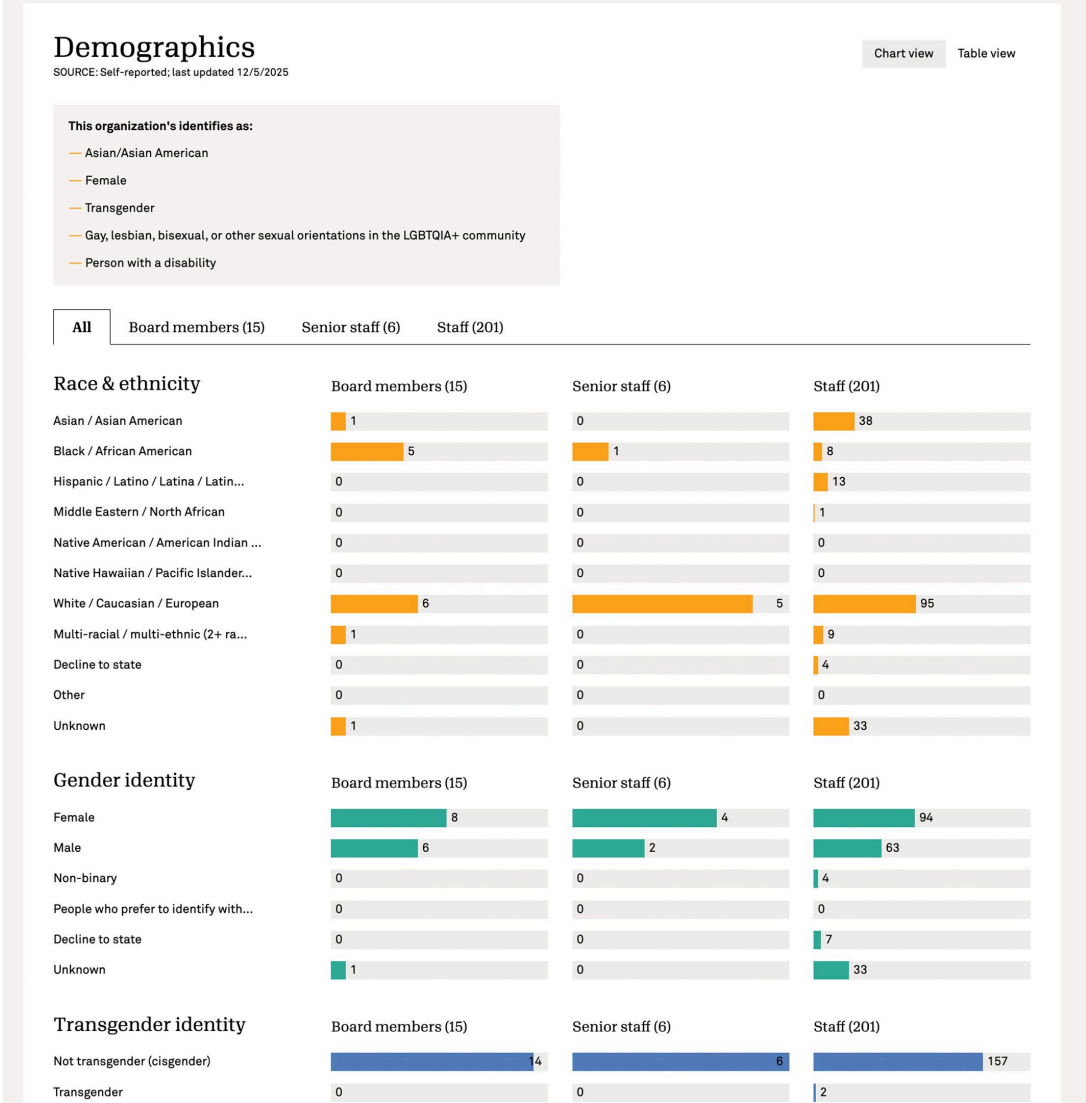 Demographics
Chart view Table view
SOURCE: Self-reported; last updated 12/5/2025
This organization's identifies as:
— Asian/Asian American
— Female
— Transgender
— Gay, lesbian, bisexual, or other sexual orientations in the LGBTQIA+ community
— Person with a disability
All Board members (15) Senior staff (6) Staff (201)
Race & ethnicity Board members (15) Senior staff (6) Staff (201)
Asian / Asian American 1 0 38
Black / African American 5 1 8
Hispanic / Latino / Latina / Latin... 0 0 13
Middle Eastern / North African 0 0 1
Native American / American Indian ... 0 0 0
Native Hawaiian / Pacific Islander... 0 0 0
White / Caucasian / European 6 5 95
Multi-racial / multi-ethnic (2+ ra... 1 0 9
Decline to state 0 0 4
Other 0 0 0
Unknown 1 0 33
Gender identity Board members (15) Senior staff (6) Staff (201)
Female 8 4 94
Male 6 2 63
Non-binary 0 0 4
People who prefer to identify with... 0 0 0
Decline to state 0 0 7
Unknown 1 0 33
Transgender identity Board members (15) Senior staff (6) Staff (201)
Not transgender (cisgender) 14 6 157
Transgender 0 0 2